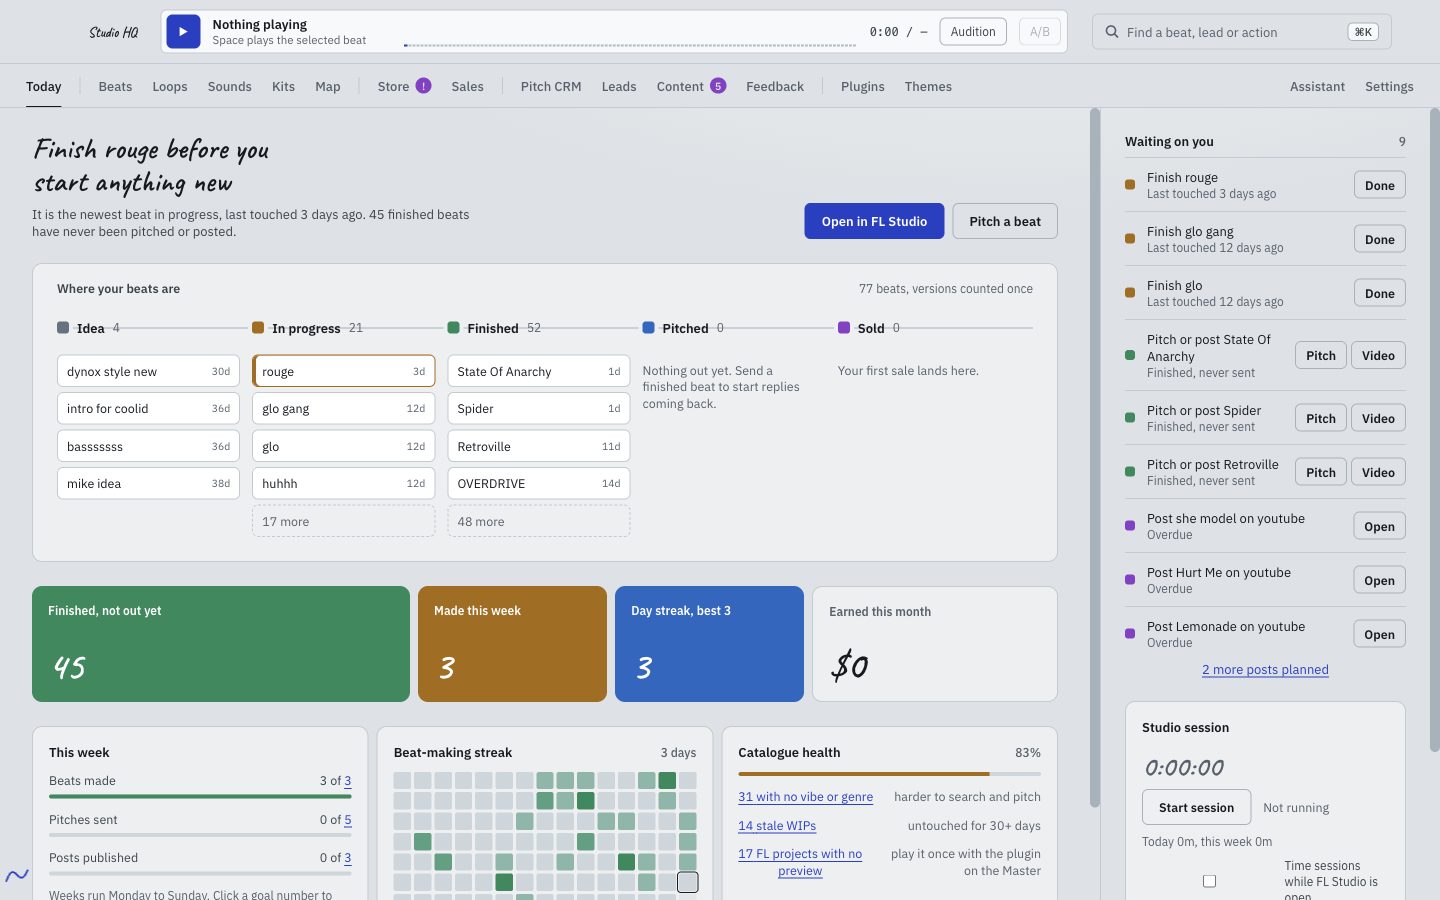 Studio HQ
Nothing playing
Space plays the selected beat
0:00 / –
Audition
A/B
Find a beat, lead or action
⌘K
Today
Beats
Loops
Sounds
Kits
Map
Store !
Sales
Pitch CRM
Leads
Content 5
Feedback
Plugins
Themes
Assistant
Settings
Finish rouge before you
start anything new
It is the newest beat in progress, last touched 3 days ago. 45 finished beats
have never been pitched or posted.
Open in FL Studio
Pitch a beat
Where your beats are
77 beats, versions counted once
Idea 4
dynox style new 30d
intro for coolid 36d
basssssss 36d
mike idea 38d
In progress 21
rouge 3d
glo gang 12d
glo 12d
huhhh 12d
17 more
Finished 52
State Of Anarchy 1d
Spider 1d
Retroville 11d
OVERDRIVE 14d
48 more
Pitched 0
Nothing out yet. Send a
finished beat to start replies
coming back.
Sold 0
Your first sale lands here.
Finished, not out yet
45
Made this week
3
Day streak, best 3
3
Earned this month
$0
This week
Beats made 3 of 3
Pitches sent 0 of 5
Posts published 0 of 3
Weeks run Monday to Sunday. Click a goal number to
Beat-making streak 3 days
Catalogue health 83%
31 with no vibe or genre harder to search and pitch
14 stale WIPs untouched for 30+ days
17 FL projects with no play it once with the plugin
preview on the Master
Waiting on you 9
Finish rouge
Last touched 3 days ago
Done
Finish glo gang
Last touched 12 days ago
Done
Finish glo
Last touched 12 days ago
Done
Pitch or post State Of
Anarchy
Finished, never sent
Pitch
Video
Pitch or post Spider
Finished, never sent
Pitch
Video
Pitch or post Retroville
Finished, never sent
Pitch
Video
Post she model on youtube
Overdue
Open
Post Hurt Me on youtube
Overdue
Open
Post Lemonade on youtube
Overdue
Open
2 more posts planned
Studio session
0:00:00
Start session
Not running
Today 0m, this week 0m
Time sessions
while FL Studio is
open